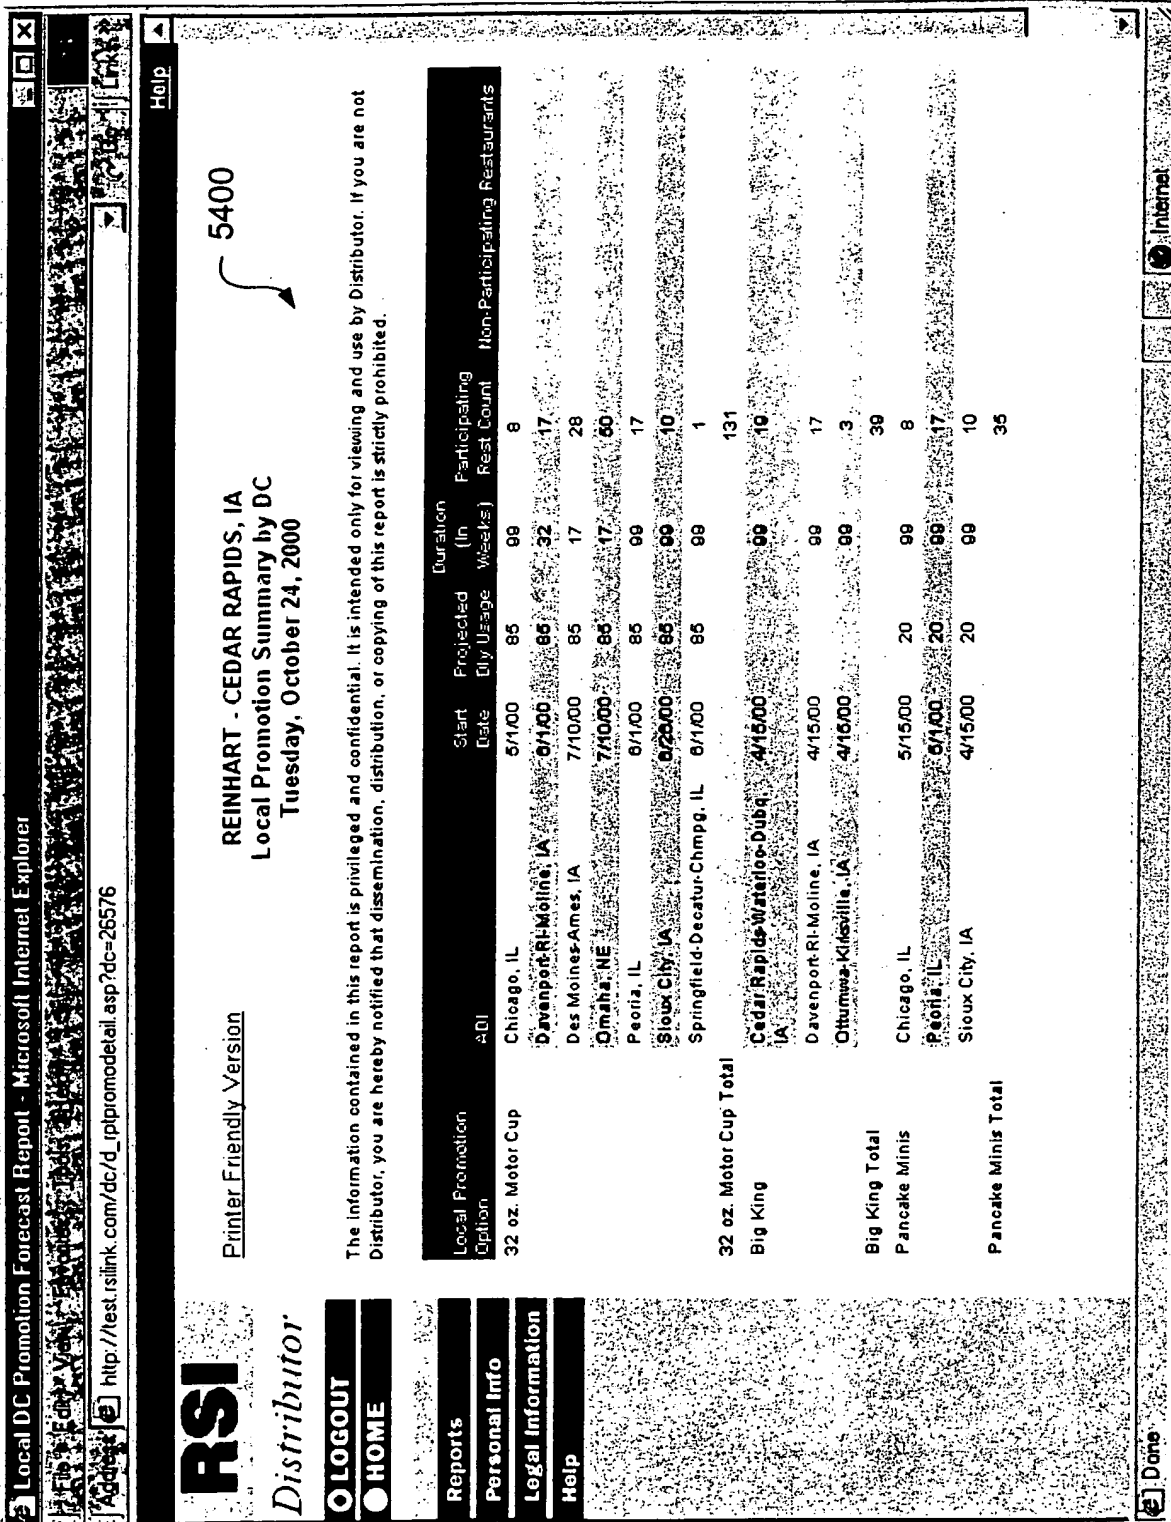 Local DC Promotion Forecast Report - Microsoft Internet Explorer
File Edit View Favorites Tools Help
Address http://test.rsilink.com/dc/d_rplpromodetail.asp?dc=26576 Go Links »
Help
RSI
Distributor
LOGOUT
HOME
Reports
Personal Info
Legal Information
Help
Printer Friendly Version
REINHART - CEDAR RAPIDS, IA
Local Promotion Summary by DC
Tuesday, October 24, 2000
5400
The information contained in this report is privileged and confidential. It is intended only for viewing and use by Distributor. If you are not
Distributor, you are hereby notified that dissemination, distribution, or copying of this report is strictly prohibited.
Local Promotion Option ADI Start Date Projected Dly Usage Duration (In Weeks) Participating Rest Count Non-Participating Restaurants
32 oz. Motor Cup Chicago, IL 5/1/00 85 99 8
Davenport-RI-Moline, IA 6/1/00 85 32 17
Des Moines-Ames, IA 7/10/00 85 17 28
Omaha, NE 7/10/00 85 17 50
Peoria, IL 6/1/00 85 99 17
Sioux City, IA 85 99 10
Springfield-Decatur-Chmpg, IL 6/1/00 85 99 1
32 oz. Motor Cup Total 131
Big King Cedar Rapids-Waterloo-Dubq, 4/15/00 99 19
IA
Davenport-RI-Moline, IA 4/15/00 99 17
Ottumwa-Kirksville, IA 4/15/00 99 3
Big King Total 39
Pancake Minis Chicago, IL 5/15/00 20 99 8
Peoria, IL 5/1/00 20 99 17
Sioux City, IA 4/15/00 20 99 10
Pancake Minis Total 35
Done Internet